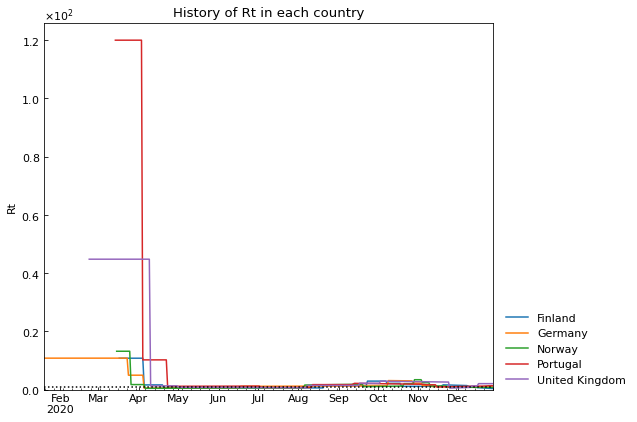 History of Rt in each country
×10²
1.2
1.0
0.8
0.6
0.4
0.2
0.0
Rt
Feb Mar Apr May Jun Jul Aug Sep Oct Nov Dec
2020
Finland
Germany
Norway
Portugal
United Kingdom